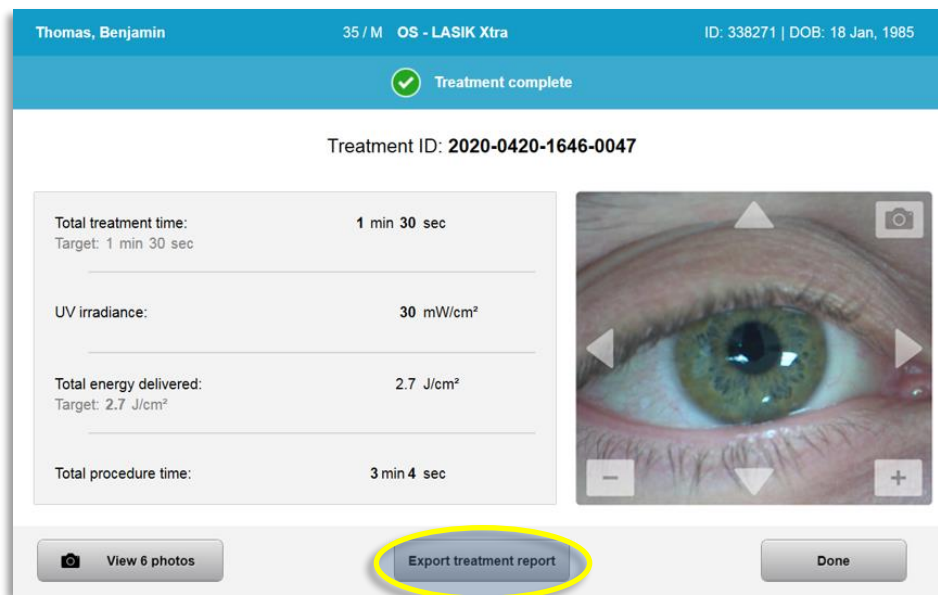 Thomas, Benjamin 35 / M OS - LASIK Xtra ID: 338271 | DOB: 18 Jan, 1985
Treatment complete
Treatment ID: 2020-0420-1646-0047
Total treatment time: 1 min 30 sec
Target: 1 min 30 sec
UV irradiance: 30 mW/cm²
Total energy delivered: 2.7 J/cm²
Target: 2.7 J/cm²
Total procedure time: 3 min 4 sec
View 6 photos Export treatment report Done